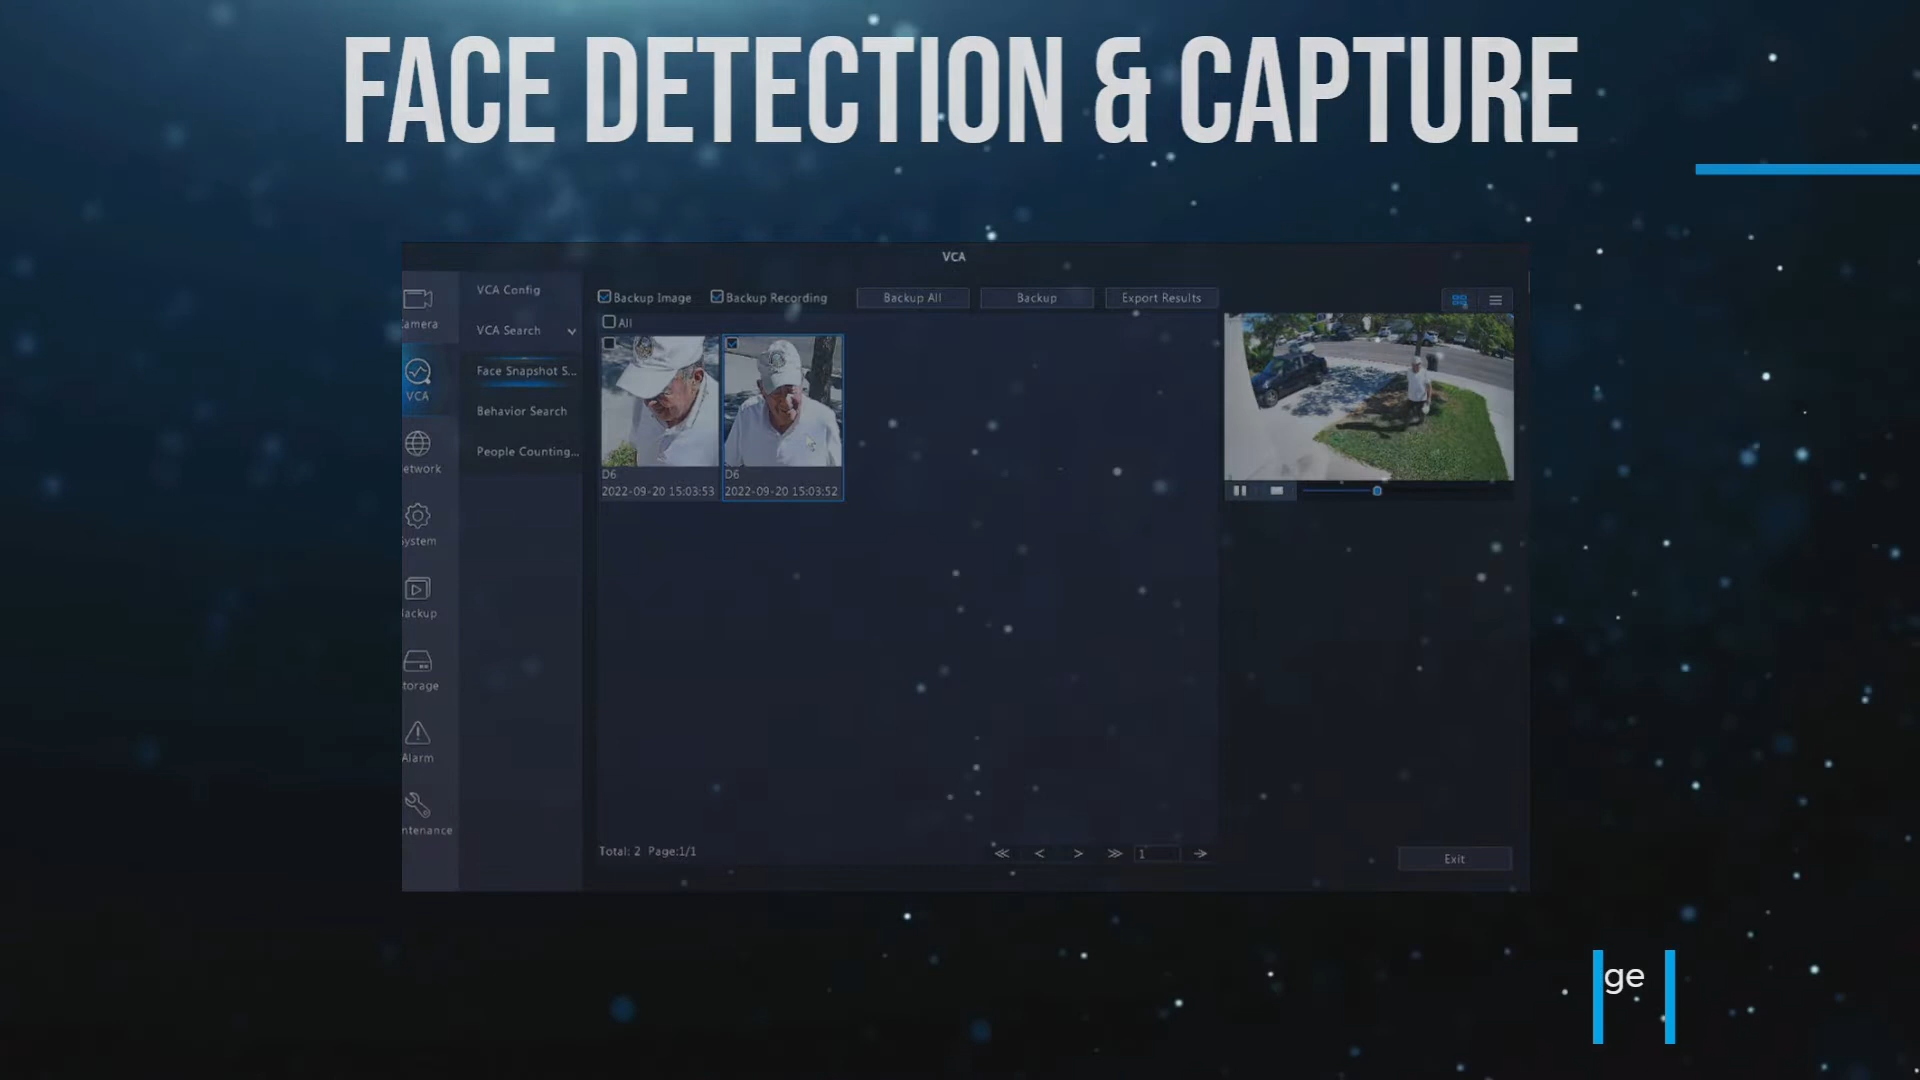 FACE DETECTION & CAPTURE
VCA
VCA Config
VCA Search
Face Snapshot S...
Behavior Search
People Counting...
amera
VCA
etwork
ystem
ackup
torage
Alarm
ntenance
Backup Image
Backup Recording
Backup All
Backup
Export Results
All
D6
2022-09-20 15:03:53
D6
2022-09-20 15:03:52
Total: 2 Page:1/1
1
Exit
ge